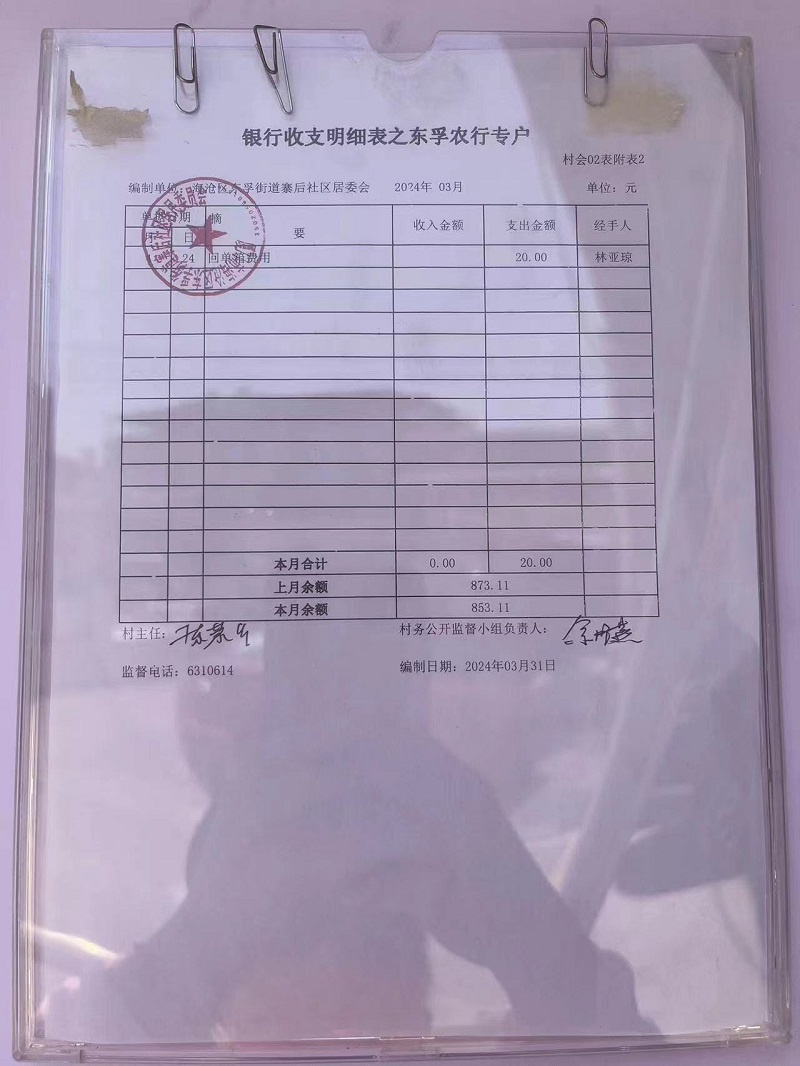 银行收支明细表之东孚农行专户
村会02表附表2
编制单位：海沧区东孚街道寨后社区居委会 2024年 03月 单位：元
日期 摘要 收入金额 支出金额 经手人
24 回单箱费用 20.00 林亚琼
本月合计 0.00 20.00
上月余额 873.11
本月余额 853.11
村主任： 村务公开监督小组负责人：
监督电话：6310614 编制日期：2024年03月31日